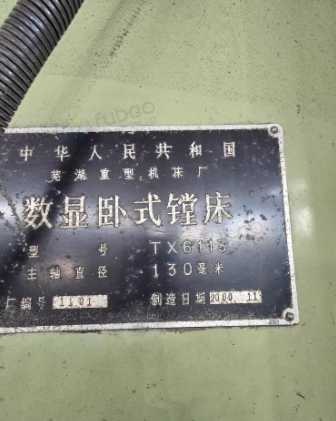 中华人民共和国
芜湖重型机床厂
数显卧式镗床
型号 TX6113
主轴直径 130毫米
厂编号 1101 制造日期 2000.11